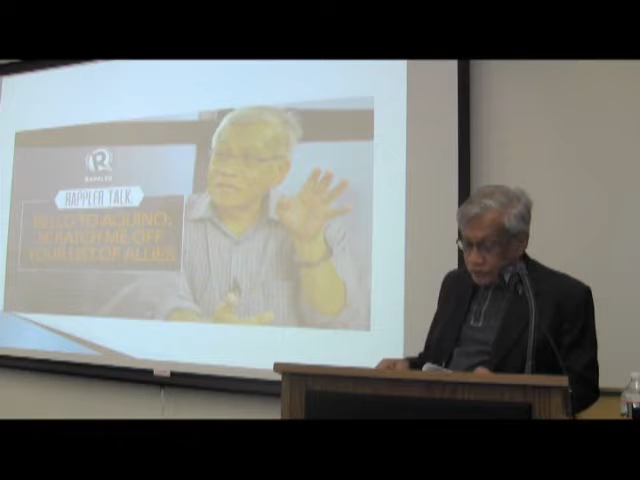 R
RAPPLER
RAPPLER TALK
BELLO TO AQUINO:
SCRATCH ME OFF
YOUR LIST OF ALLIES